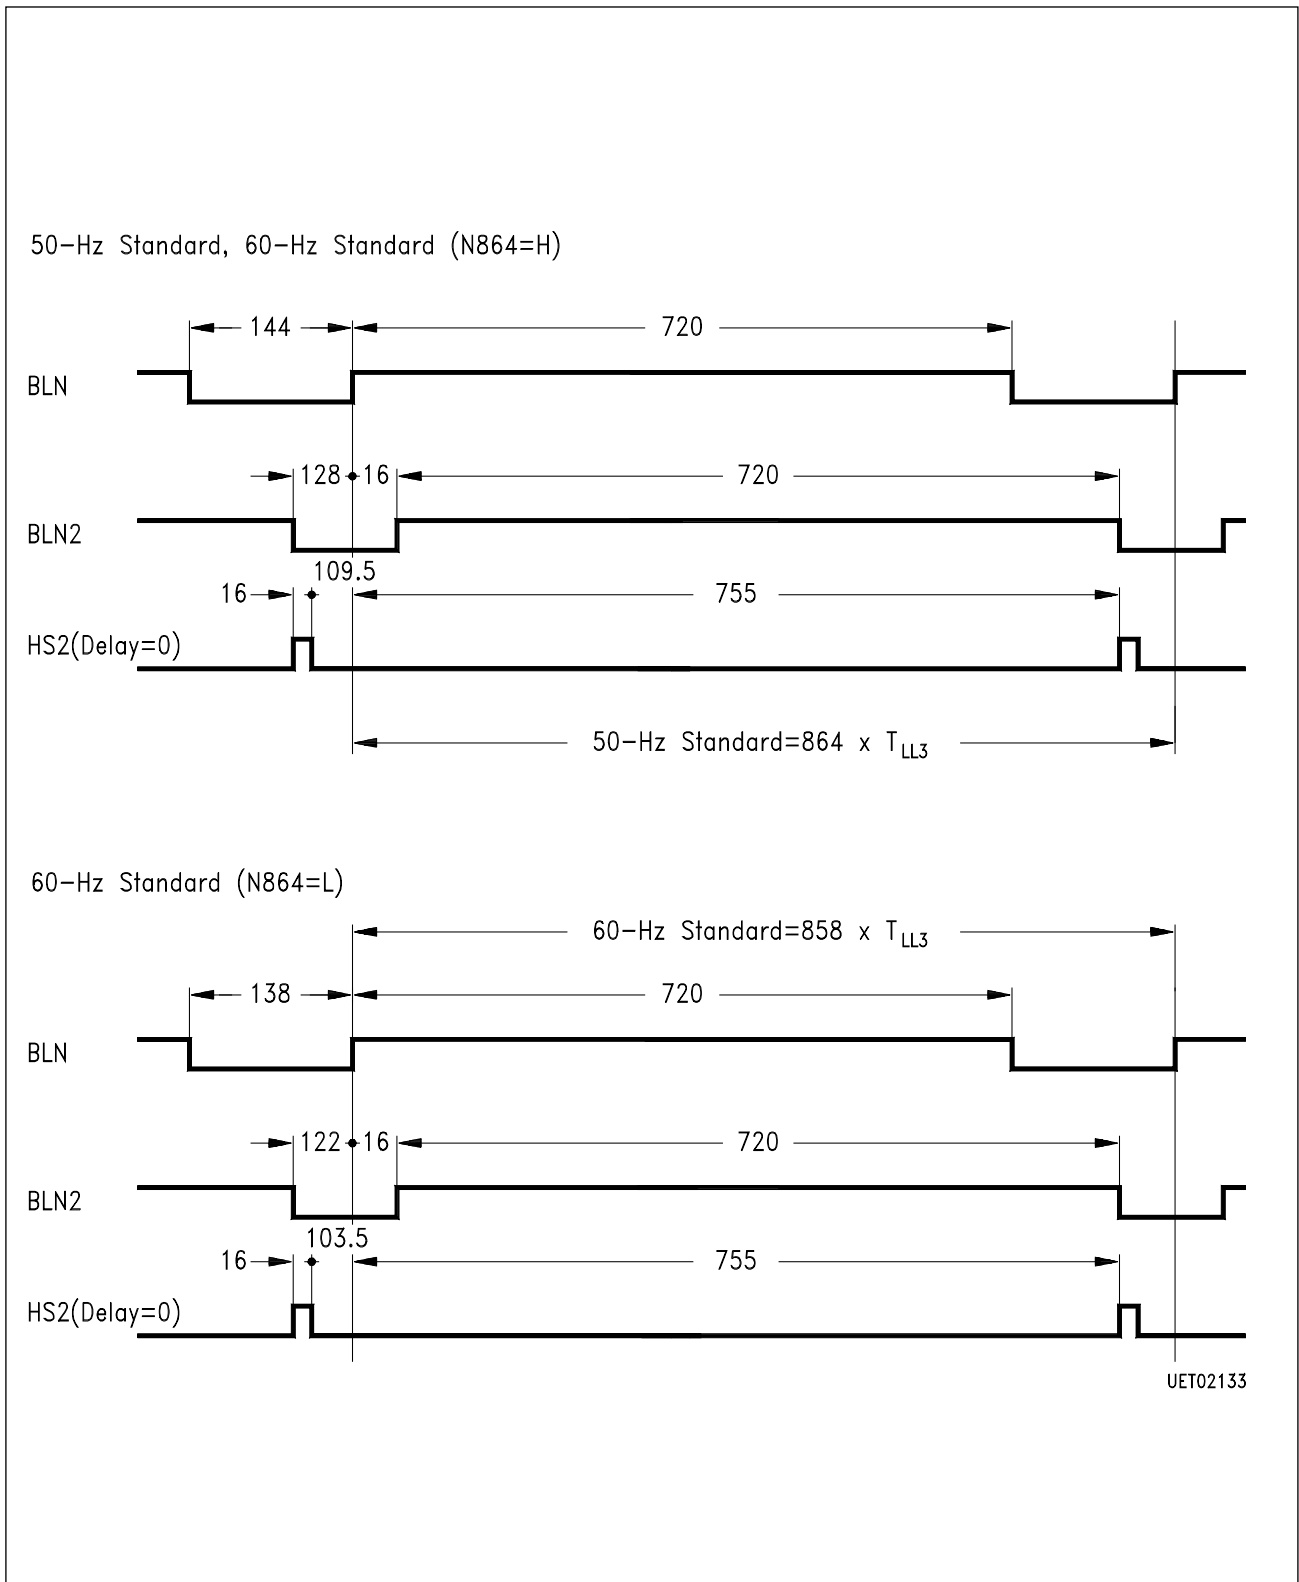 50-Hz Standard, 60-Hz Standard (N864=H)
144 720
BLN
128 16 720
BLN2
109.5
16 755
HS2(Delay=0)
50-Hz Standard=864 x TLL3
60-Hz Standard (N864=L)
60-Hz Standard=858 x TLL3
138 720
BLN
122 16 720
BLN2
103.5
16 755
HS2(Delay=0)
UET02133